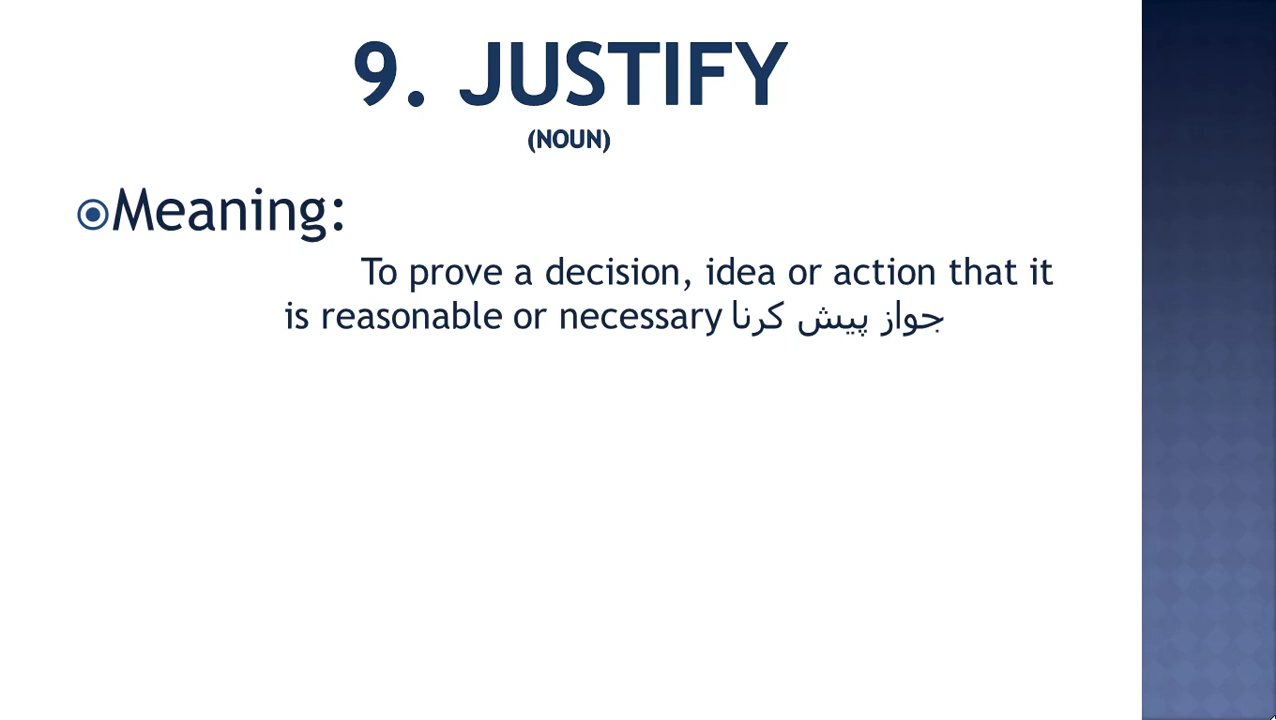 9. JUSTIFY
(NOUN)
Meaning:
To prove a decision, idea or action that it
is reasonable or necessary جواز پیش کرنا